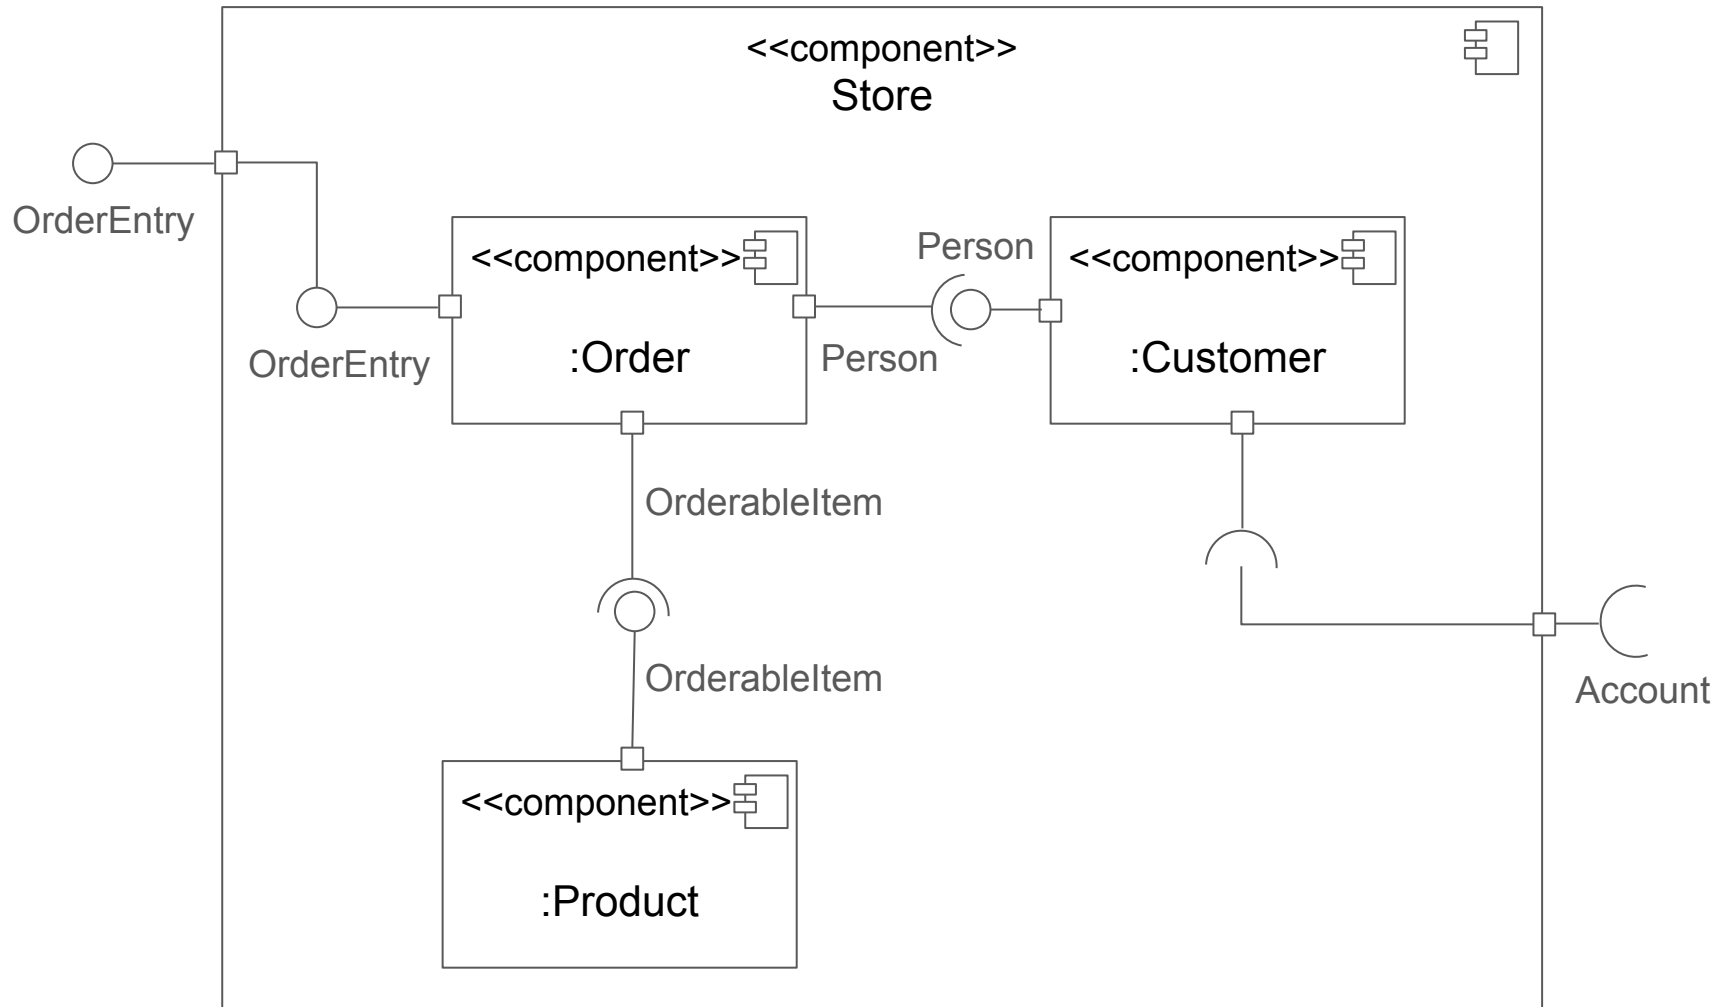 <<component>>
Store
OrderEntry
<<component>>
:Order
OrderEntry
Person
Person
<<component>>
:Customer
OrderableItem
OrderableItem
Account
<<component>>
:Product